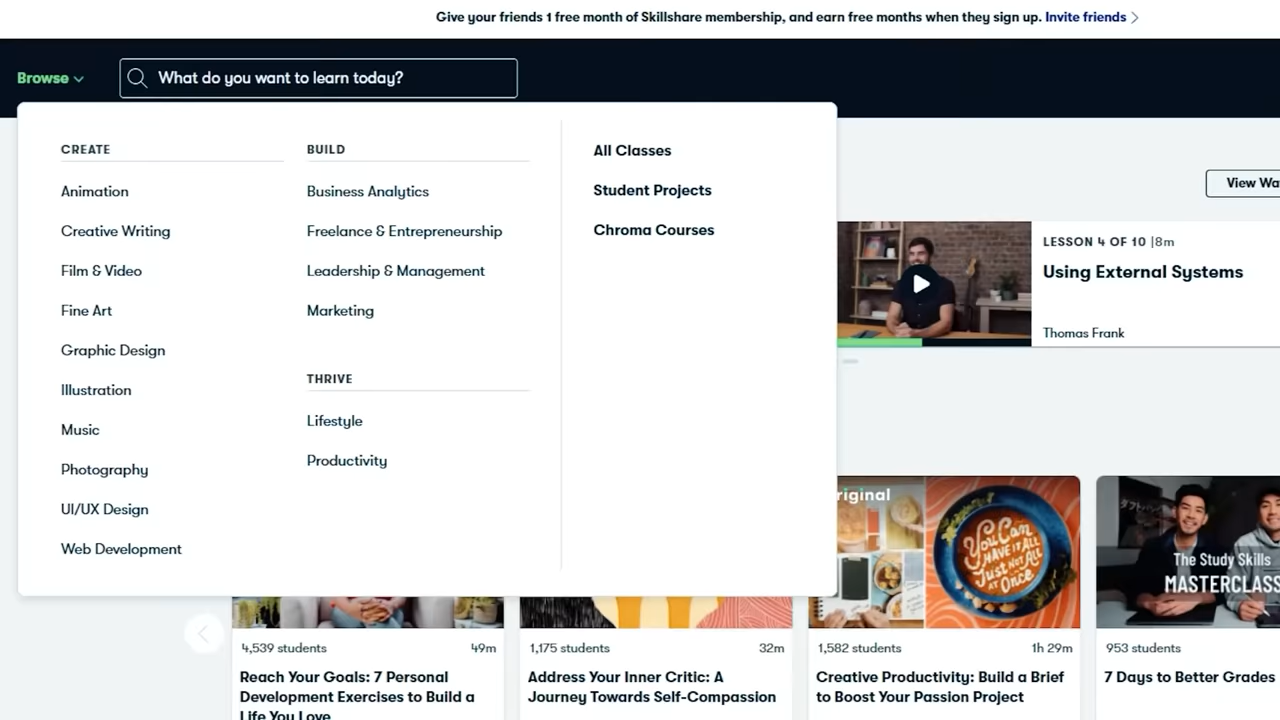 Give your friends 1 free month of Skillshare membership, and earn free months when they sign up. Invite friends
Browse
What do you want to learn today?
CREATE
Animation
Creative Writing
Film & Video
Fine Art
Graphic Design
Illustration
Music
Photography
UI/UX Design
Web Development
BUILD
Business Analytics
Freelance & Entrepreneurship
Leadership & Management
Marketing
THRIVE
Lifestyle
Productivity
All Classes
Student Projects
Chroma Courses
View
LESSON 4 OF 10 |8m
Using External Systems
Thomas Frank
4,539 students 49m
Reach Your Goals: 7 Personal
Development Exercises to Build a
Life You Love
1,175 students 32m
Address Your Inner Critic: A
Journey Towards Self-Compassion
You Can
HAVE IT ALL
JUST NOT ALL
AT ONCE
1,582 students 1h 29m
Creative Productivity: Build a Brief
to Boost Your Passion Project
The Study Skills
MASTERCLASS
953 students
7 Days to Better Grades